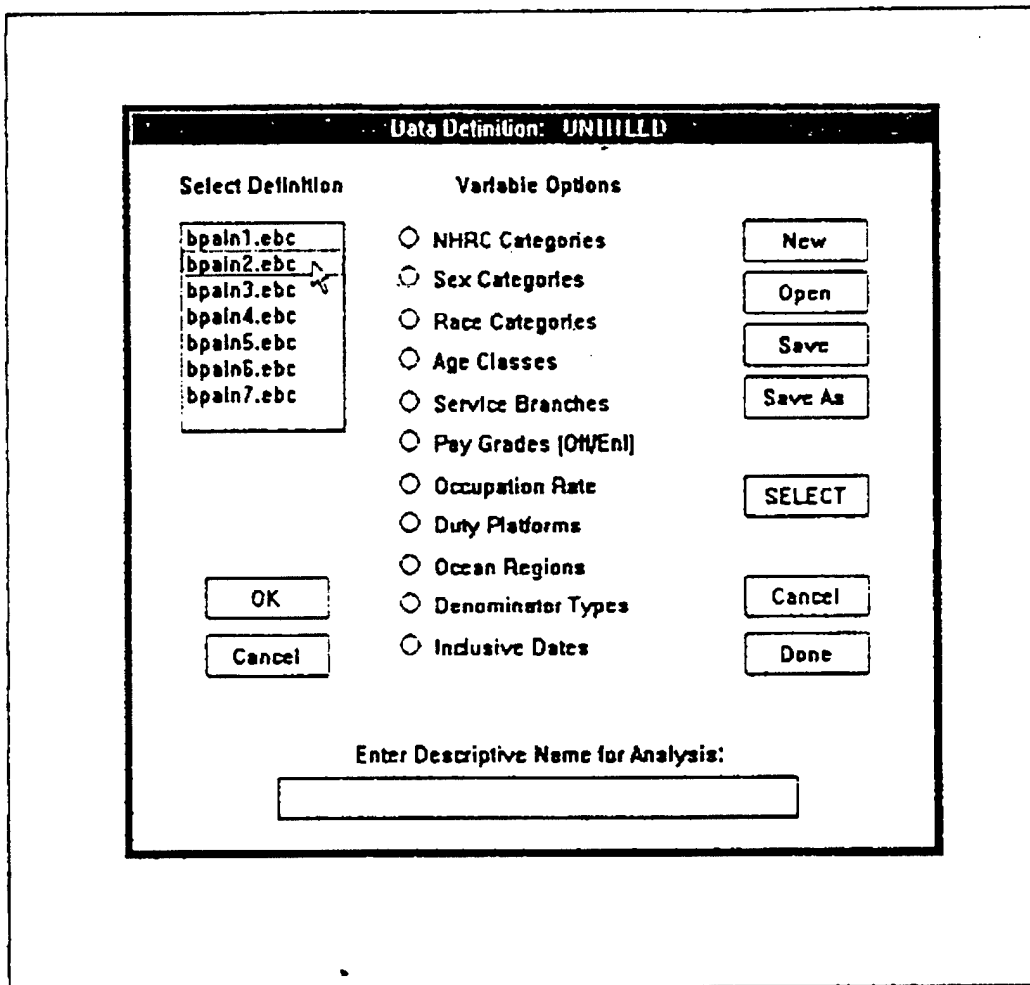 Data Definition: UNTITLED
Select Definition
bpain1.ebc
bpain2.ebc
bpain3.ebc
bpain4.ebc
bpain5.ebc
bpain6.ebc
bpain7.ebc
OK
Cancel
Variable Options
NHRC Categories
Sex Categories
Race Categories
Age Classes
Service Branches
Pay Grades (Off/Enl)
Occupation Rate
Duty Platforms
Ocean Regions
Denominator Types
Inclusive Dates
New
Open
Save
Save As
SELECT
Cancel
Done
Enter Descriptive Name for Analysis: